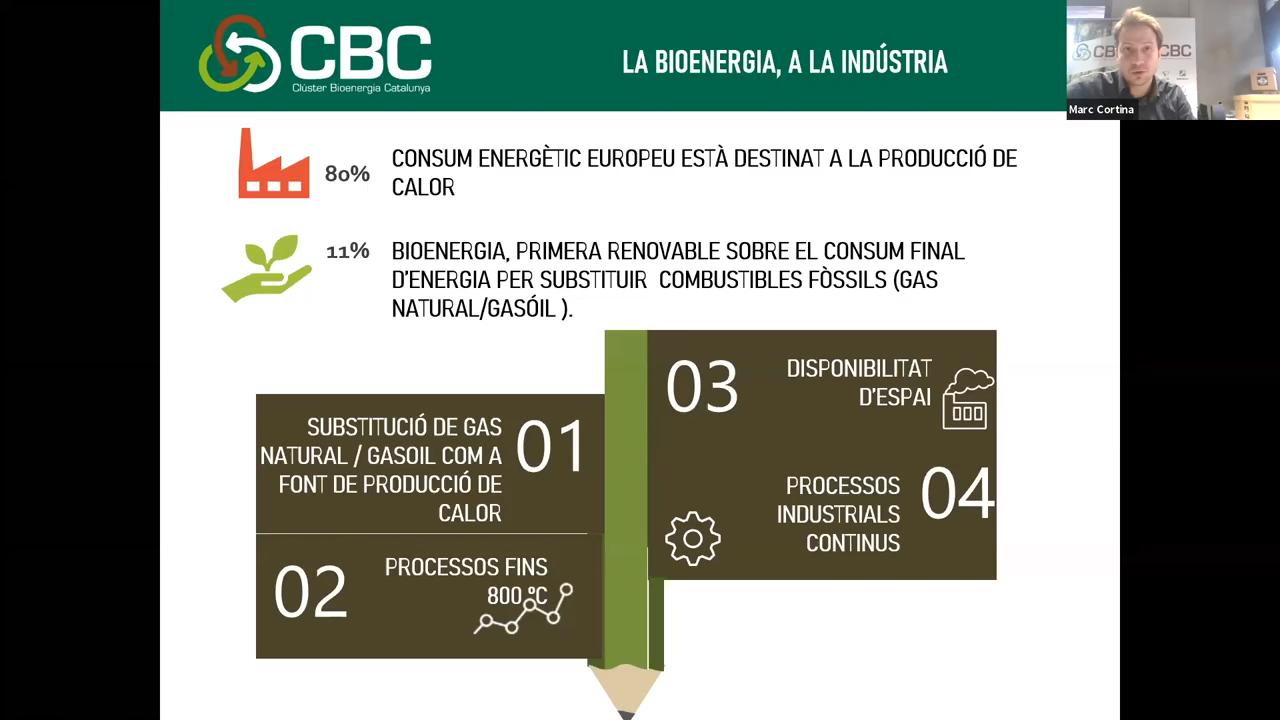 CBC
Clúster Bioenergia Catalunya
LA BIOENERGIA, A LA INDÚSTRIA
CBC
CBC
Marc Cortina
80%
CONSUM ENERGÈTIC EUROPEU ESTÀ DESTINAT A LA PRODUCCIÓ DE
CALOR
11%
BIOENERGIA, PRIMERA RENOVABLE SOBRE EL CONSUM FINAL
D'ENERGIA PER SUBSTITUIR COMBUSTIBLES FÒSSILS (GAS
NATURAL/GASÓIL ).
01
SUBSTITUCIÓ DE GAS
NATURAL / GASOIL COM A
FONT DE PRODUCCIÓ DE
CALOR
02
PROCESSOS FINS
800 ºC
03
DISPONIBILITAT
D'ESPAI
04
PROCESSOS
INDUSTRIALS
CONTINUS